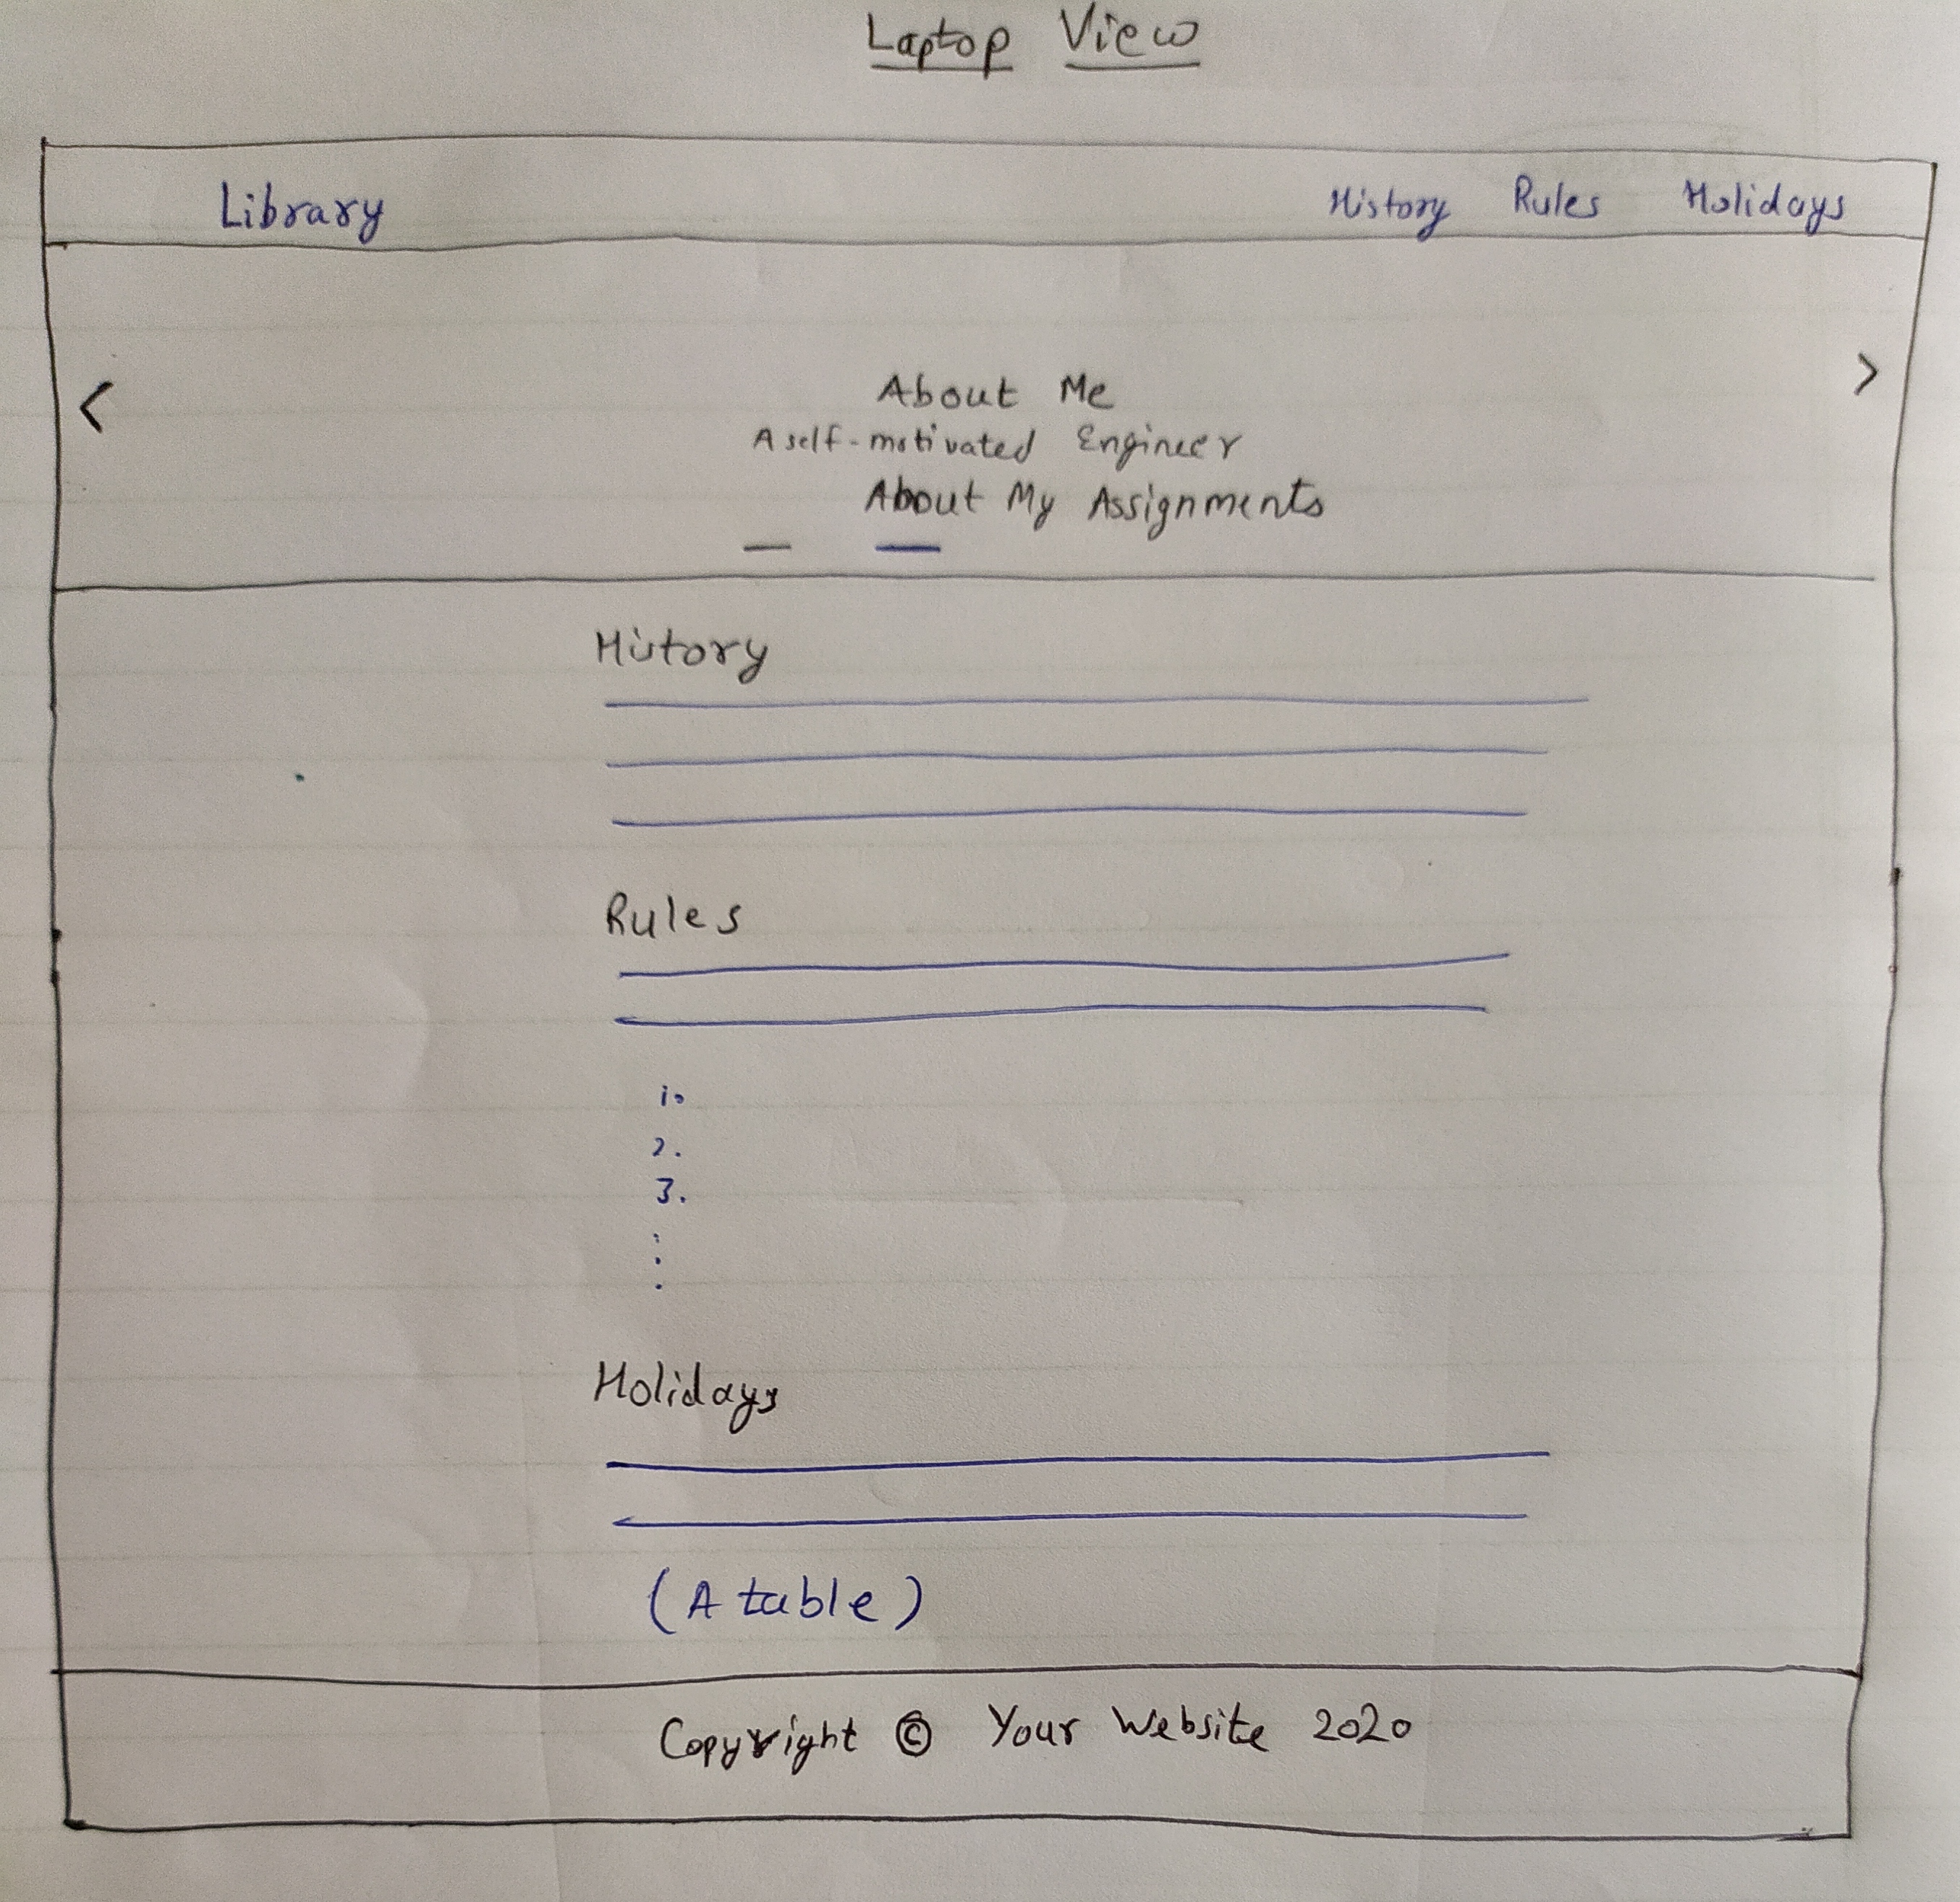 Laptop View
Library History Rules Holidays
< >
About Me
A self-motivated Engineer
About My Assignments
History
Rules
1.
2.
3.
Holidays
(A table)
Copyright © Your Website 2020